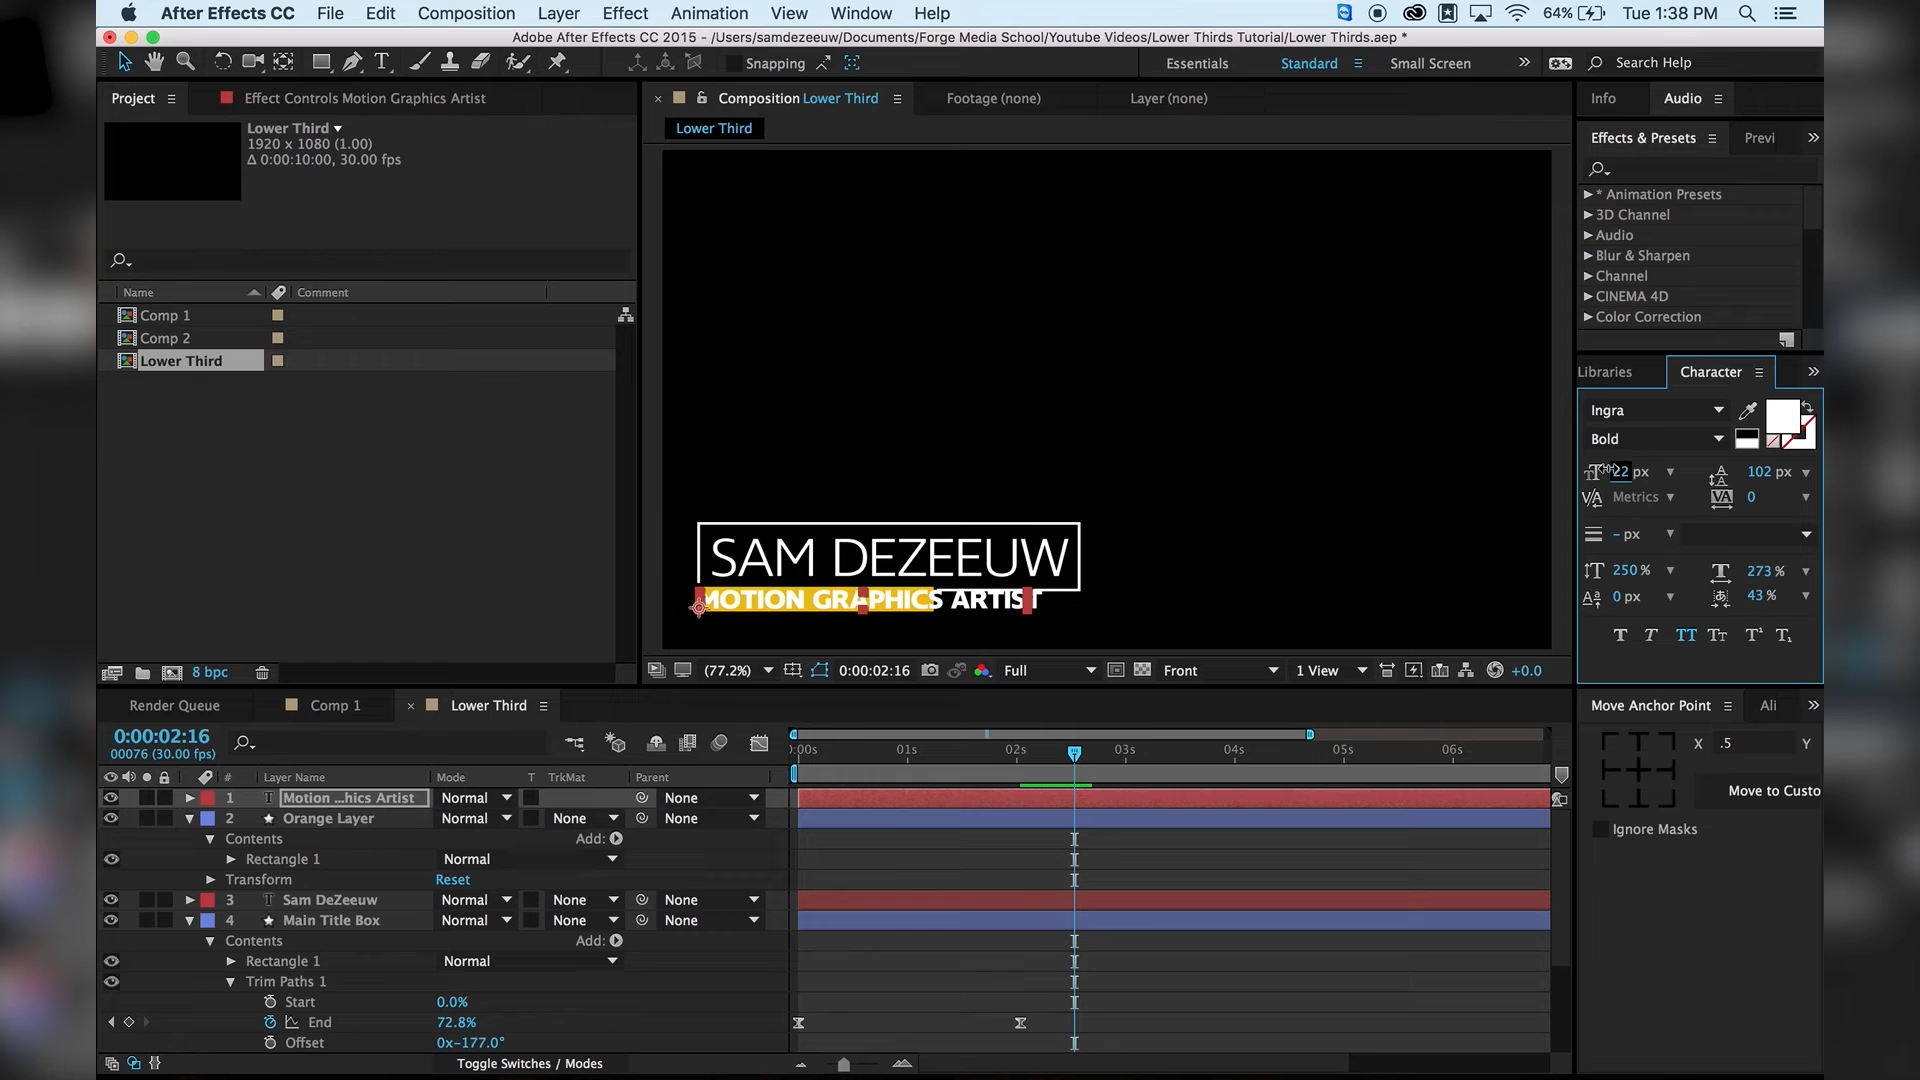 After Effects CC File Edit Composition Layer Effect Animation View Window Help 64% Tue 1:38 PM
Adobe After Effects CC 2015 - /Users/samdezeeuw/Documents/Forge Media School/Youtube Videos/Lower Thirds Tutorial/Lower Thirds.aep *
Snapping Essentials Standard Small Screen Search Help
Project Effect Controls Motion Graphics Artist
Lower Third
1920 x 1080 (1.00)
Δ 0:00:10:00, 30.00 fps
Name Comment
Comp 1
Comp 2
Lower Third
8 bpc
Composition Lower Third Footage (none) Layer (none)
Lower Third
SAM DEZEEUW
MOTION GRAPHICS ARTIST
(77.2%) 0:00:02:16 Full Front 1 View +0.0
Info Audio
Effects & Presets Previ
* Animation Presets
3D Channel
Audio
Blur & Sharpen
Channel
CINEMA 4D
Color Correction
Libraries Character
Ingra
Bold
22 px 102 px
Metrics 0
- px
250 % 273 %
0 px 43 %
T T TT Tт T¹ T₁
Move Anchor Point Ali
X .5 Y
Move to Custo
Ignore Masks
Render Queue Comp 1 Lower Third
0:00:02:16
00076 (30.00 fps)
):00s 01s 02s 03s 04s 05s 06s
# Layer Name Mode T TrkMat Parent
1 T Motion ...hics Artist Normal None
2 Orange Layer Normal None None
Contents Add:
Rectangle 1 Normal
Transform Reset
3 T Sam DeZeeuw Normal None None
4 Main Title Box Normal None None
Contents Add:
Rectangle 1 Normal
Trim Paths 1
Start 0.0%
End 72.8%
Offset 0x-177.0°
Toggle Switches / Modes